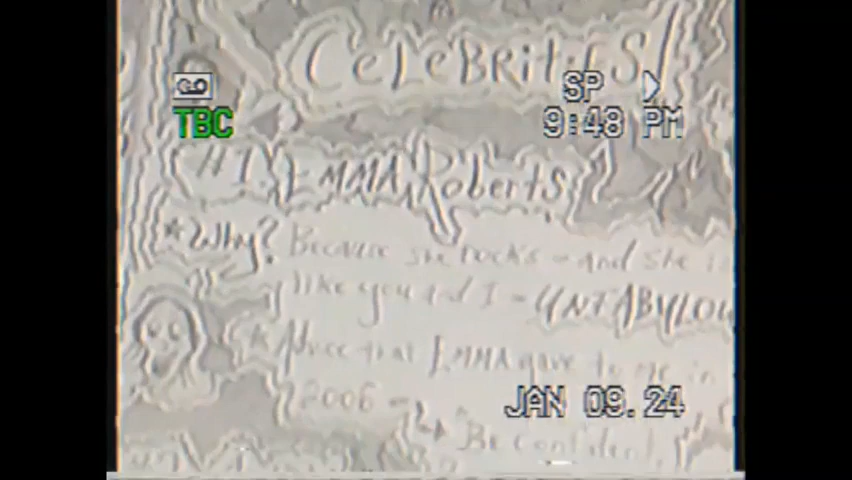 CELEBRITIES!
SP
TBC
9:48 PM
#1. EMMA Roberts
*Why? Because she rocks - and she is
like you and I - UNFABULOU
* Advice that EMMA gave to me in
2006 -
JAN 09.24
* Be confident,